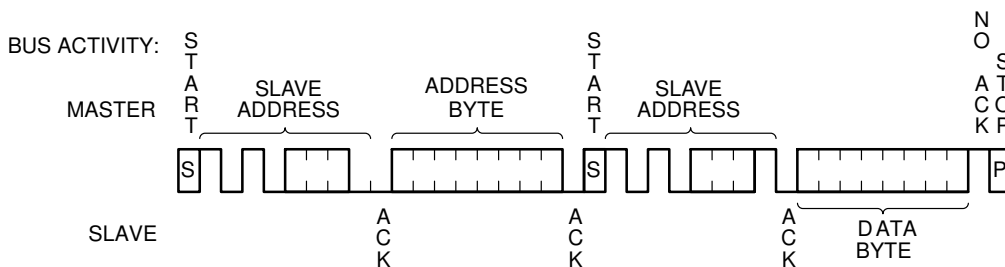 BUS ACTIVITY:
MASTER
START
SLAVE
ADDRESS
ADDRESS
BYTE
START
SLAVE
ADDRESS
NO ACK
STOP
S
S
P
SLAVE
ACK
ACK
ACK
DATA
BYTE